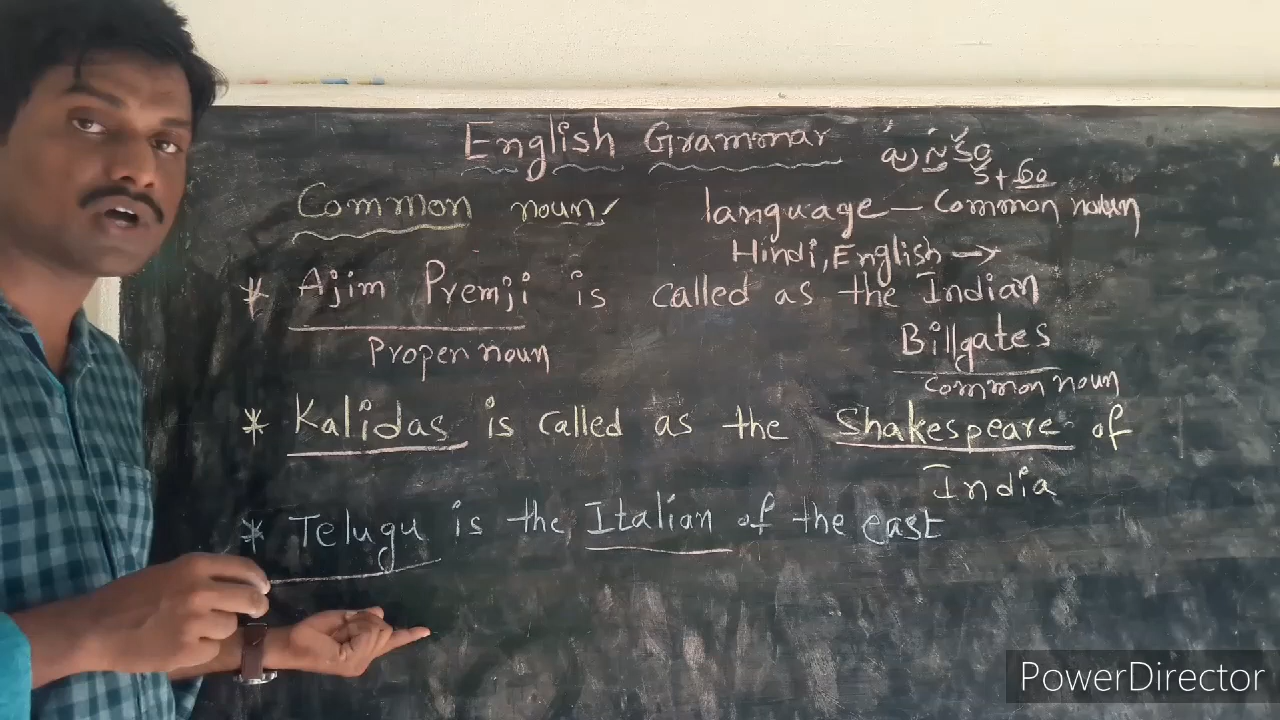 English Grammar
పుస్తకం
క + అం
Common noun!
language – Common noun
Hindi, English →
* Ajim Premji is called as the Indian
Billgates
Proper noun
Common noun
* Kalidas is called as the Shakespeare of
India
* Telugu is the Italian of the east
PowerDirector